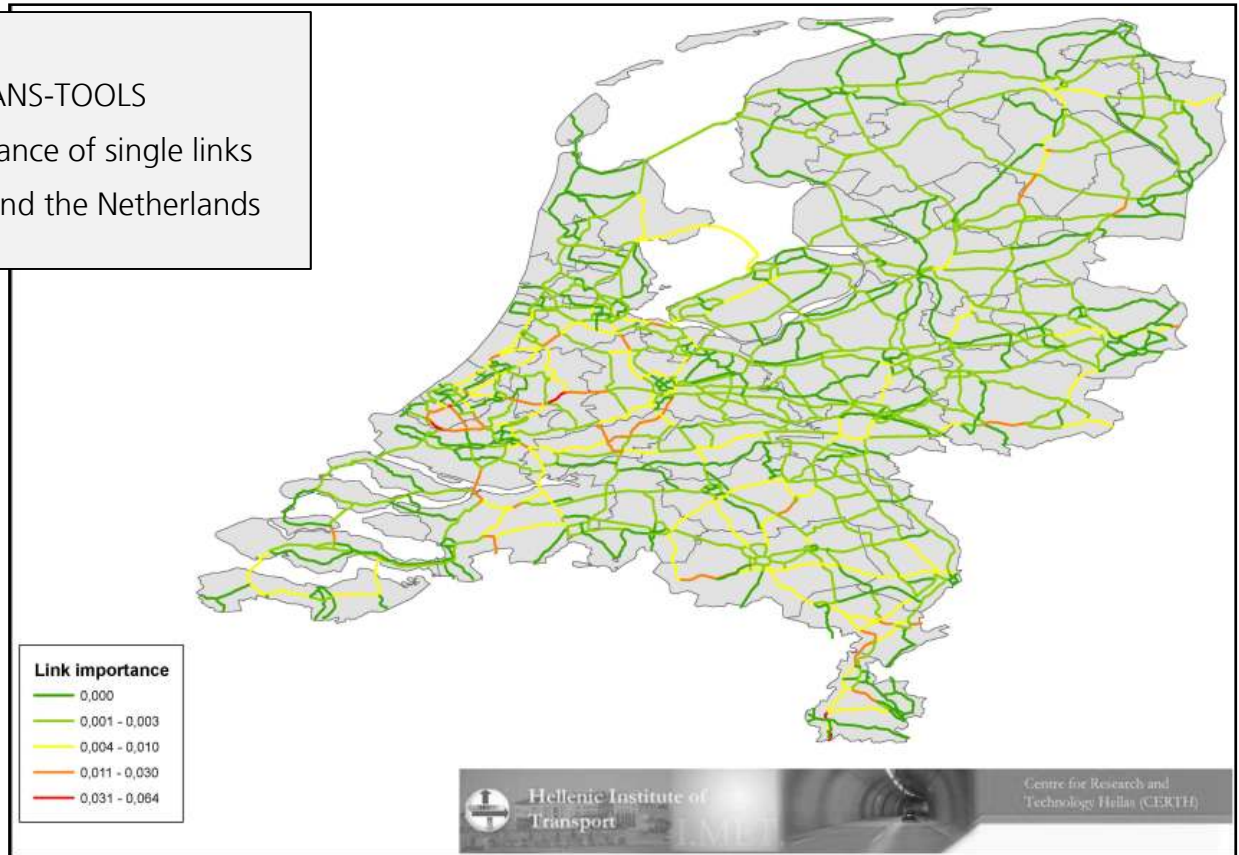 ANS-TOOLS
ance of single links
nd the Netherlands
Link importance
0,000
0,001 - 0,003
0,004 - 0,010
0,011 - 0,030
0,031 - 0,064
Hellenic Institute of
Transport
Centre for Research and
Technology Hellas (CERTH)